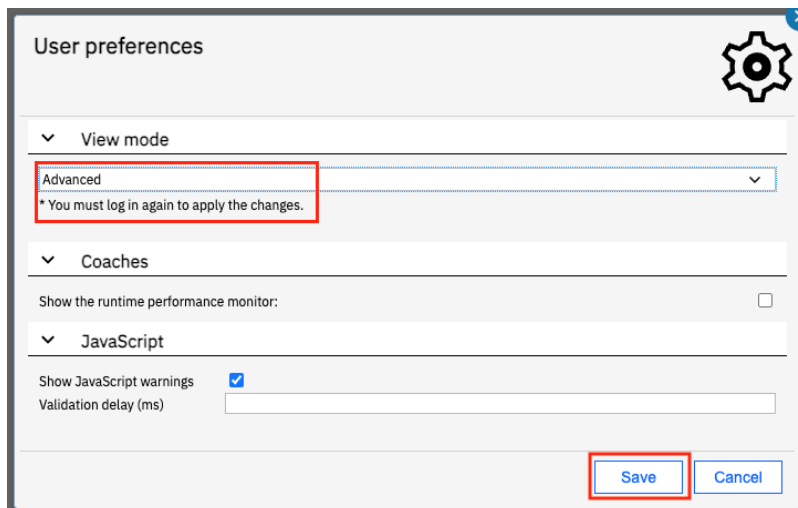 User preferences
View mode
Advanced
* You must log in again to apply the changes.
Coaches
Show the runtime performance monitor:
JavaScript
Show JavaScript warnings
Validation delay (ms)
Save Cancel